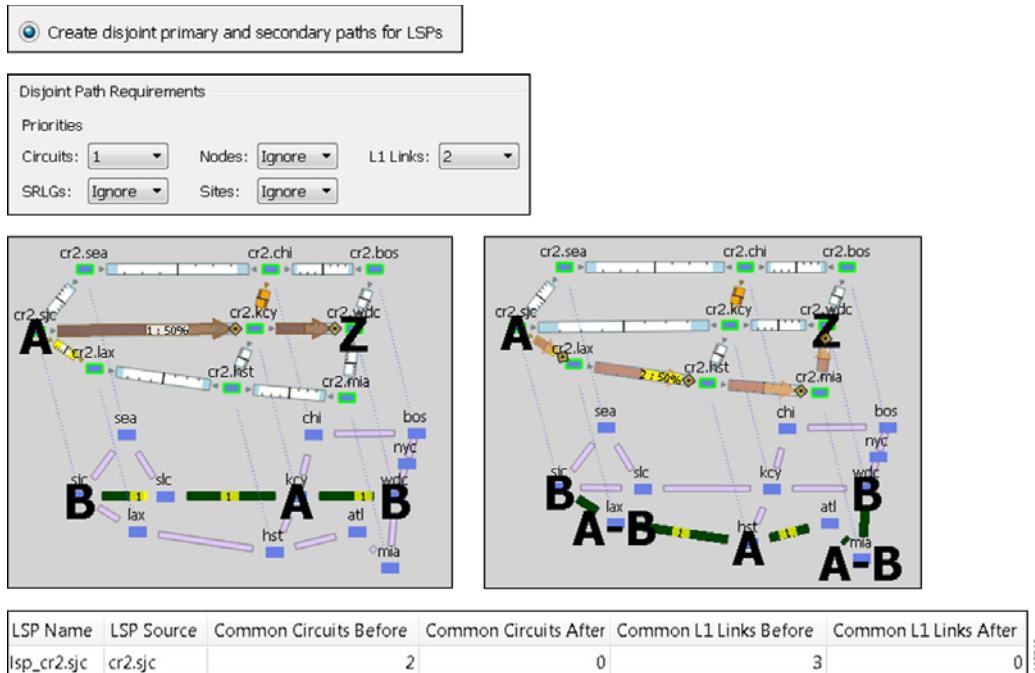 Create disjoint primary and secondary paths for LSPs
Disjoint Path Requirements
Priorities
Circuits: 1 Nodes: Ignore L1 Links: 2
SRLGs: Ignore Sites: Ignore
cr2.sea cr2.chi cr2.bos
cr2.sjc cr2.kcy cr2.wdc
A 1 : 50% Z
cr2.lax
cr2.hst
cr2.mia
sea chi bos
nyc
sjc slc kcy wdc
B 1 1 A 1 B
lax atl
hst
mia
cr2.sea cr2.chi cr2.bos
cr2.sjc cr2.kcy cr2.wdc
A Z
cr2.lax
2 : 50% cr2.hst
cr2.mia
sea chi bos
nyc
sjc slc kcy wdc
B B
lax atl
A-B 1 hst 1
A mia
A-B
LSP Name LSP Source Common Circuits Before Common Circuits After Common L1 Links Before Common L1 Links After
lsp_cr2.sjc cr2.sjc 2 0 3 0